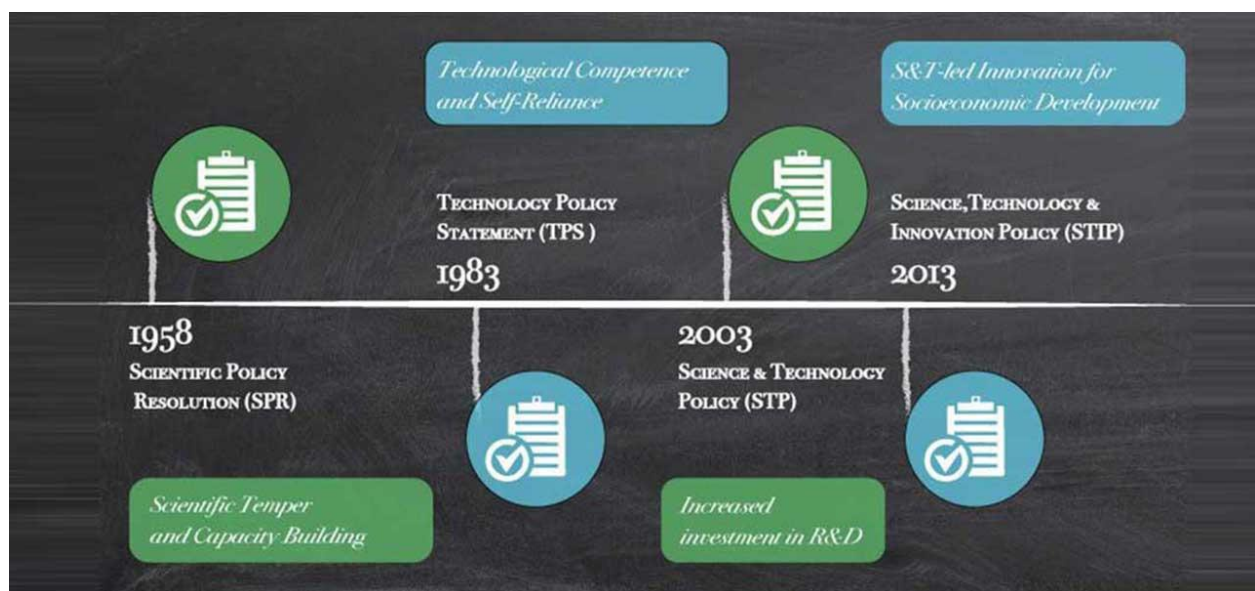 Technological Competence
and Self-Reliance
S&T-led Innovation for
Socioeconomic Development
Technology Policy
Statement (TPS )
1983
Science,Technology &
Innovation Policy (STIP)
2013
1958
Scientific Policy
Resolution (SPR)
2003
Science & Technology
Policy (STP)
Scientific Temper
and Capacity Building
Increased
investment in R&D